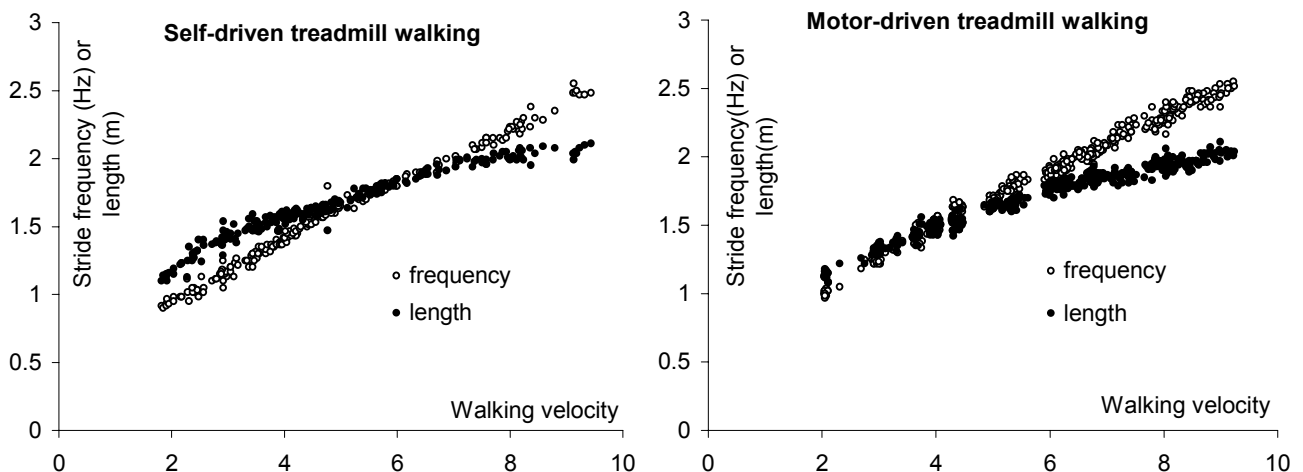 Self-driven treadmill walking
Stride frequency (Hz) or
length (m)
3
2.5
2
1.5
1
0.5
0
frequency
length
Walking velocity
0
2
4
6
8
10
Motor-driven treadmill walking
Stride frequency(Hz) or
length(m)
3
2.5
2
1.5
1
0.5
0
frequency
length
Walking velocity
0
2
4
6
8
10